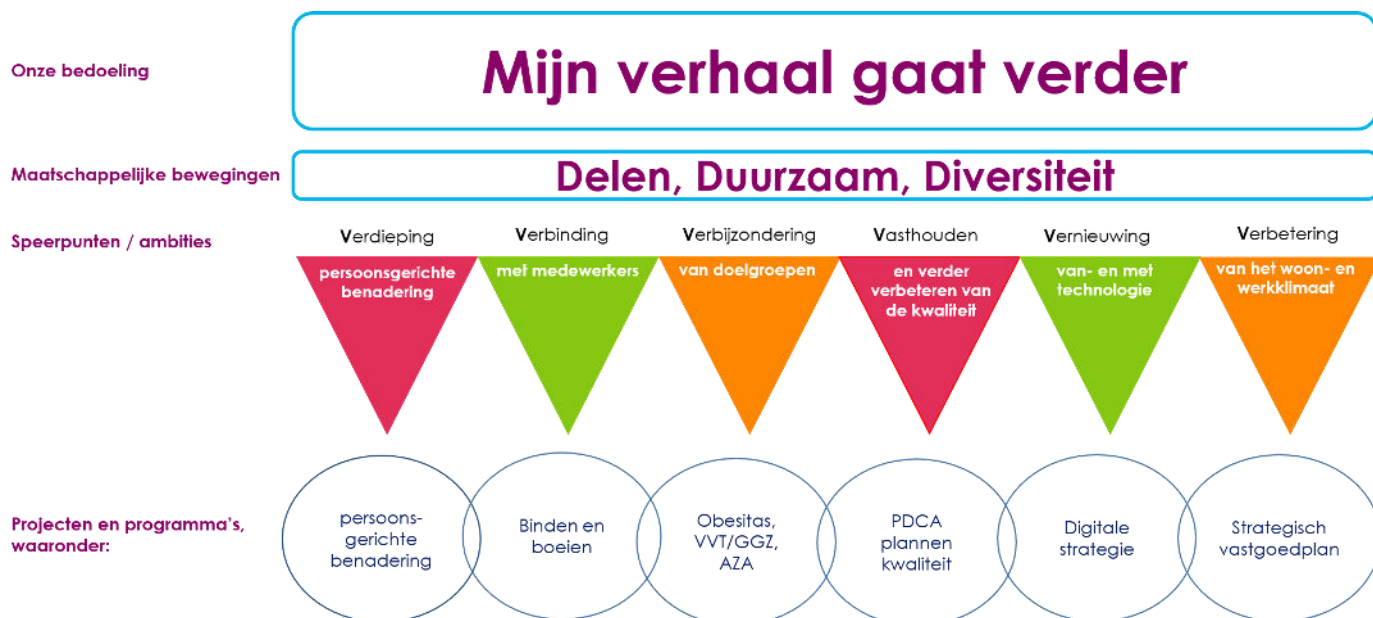 Onze bedoeling
Mijn verhaal gaat verder
Maatschappelijke bewegingen
Delen, Duurzaam, Diversiteit
Speerpunten / ambities
Verdieping
Verbinding
Verbijzondering
Vasthouden
Vernieuwing
Verbetering
persoonsgerichte
benadering
met medewerkers
van doelgroepen
en verder
verbeteren van
de kwaliteit
van- en met
technologie
van het woon- en
werkklimaat
Projecten en programma's,
waaronder:
persoons-
gerichte
benadering
Binden en
boeien
Obesitas,
VVT/GGZ,
AZA
PDCA
plannen
kwaliteit
Digitale
strategie
Strategisch
vastgoedplan